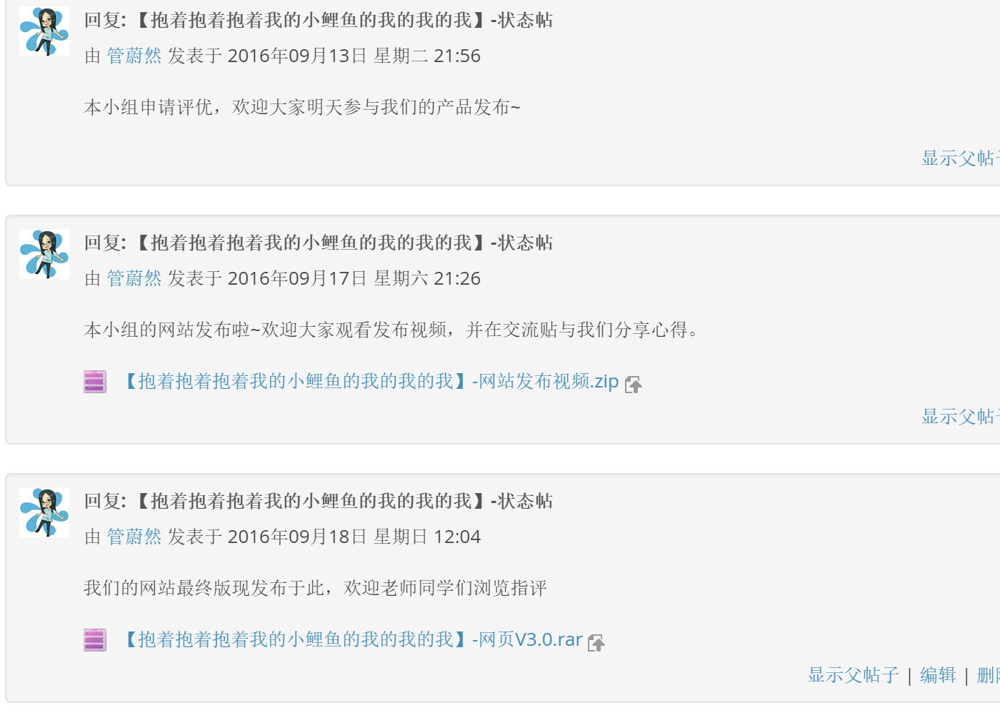 回复:【抱着抱着抱着我的小鲤鱼的我的我的我】-状态帖
由 管蔚然 发表于 2016年09月13日 星期二 21:56
本小组申请评优，欢迎大家明天参与我们的产品发布~
显示父帖子
回复:【抱着抱着抱着我的小鲤鱼的我的我的我】-状态帖
由 管蔚然 发表于 2016年09月17日 星期六 21:26
本小组的网站发布啦~欢迎大家观看发布视频，并在交流贴与我们分享心得。
【抱着抱着抱着我的小鲤鱼的我的我的我】-网站发布视频.zip
显示父帖子
回复:【抱着抱着抱着我的小鲤鱼的我的我的我】-状态帖
由 管蔚然 发表于 2016年09月18日 星期日 12:04
我们的网站最终版现发布于此，欢迎老师同学们浏览指评
【抱着抱着抱着我的小鲤鱼的我的我的我】-网页V3.0.rar
显示父帖子 | 编辑 | 删